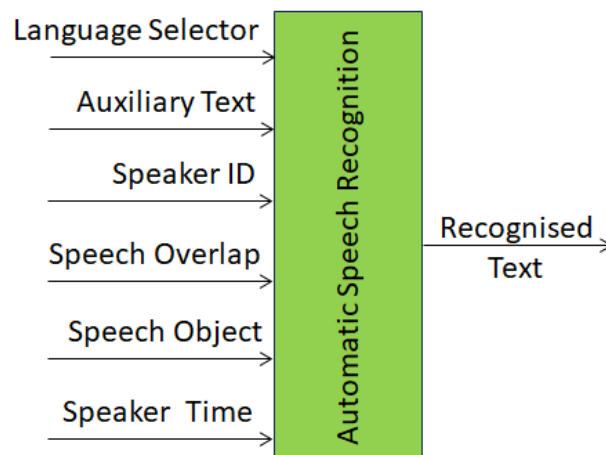 Language Selector
Auxiliary Text
Speaker ID
Speech Overlap
Speech Object
Speaker Time
Automatic Speech Recognition
Recognised
Text